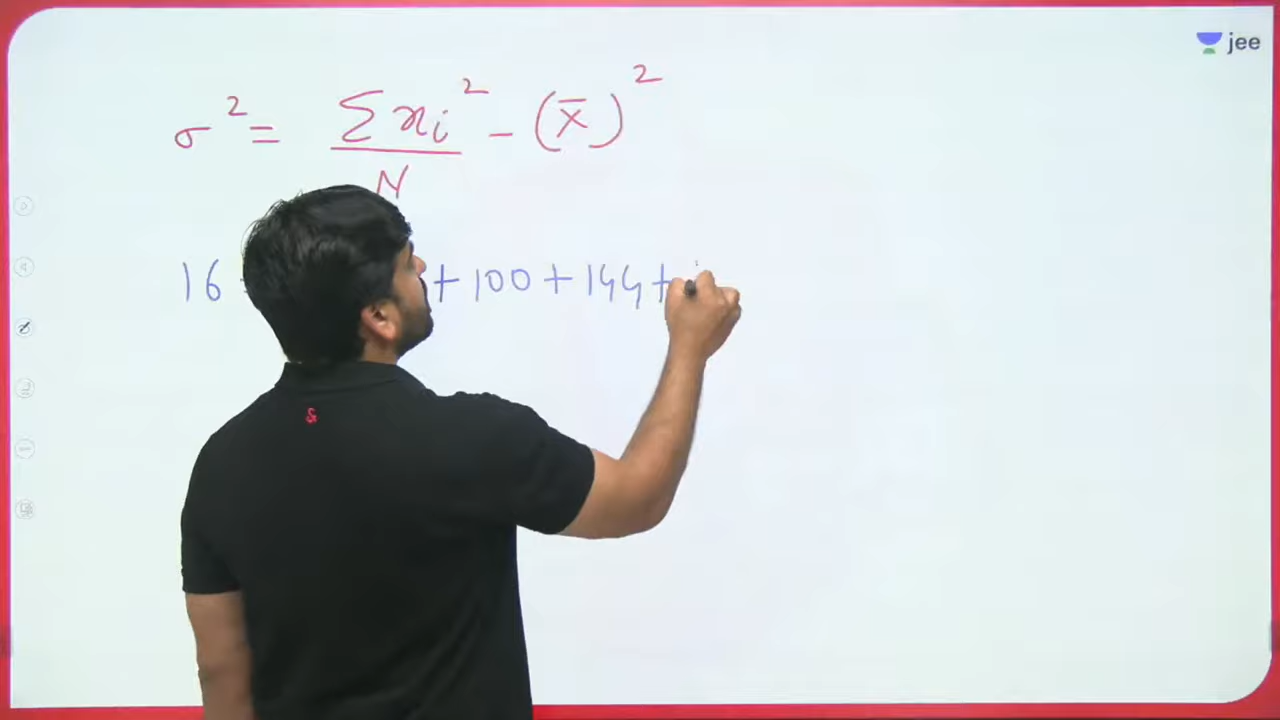 jee
σ² = Σxi² / N - (x̄)²
16 + 100 + 144 +